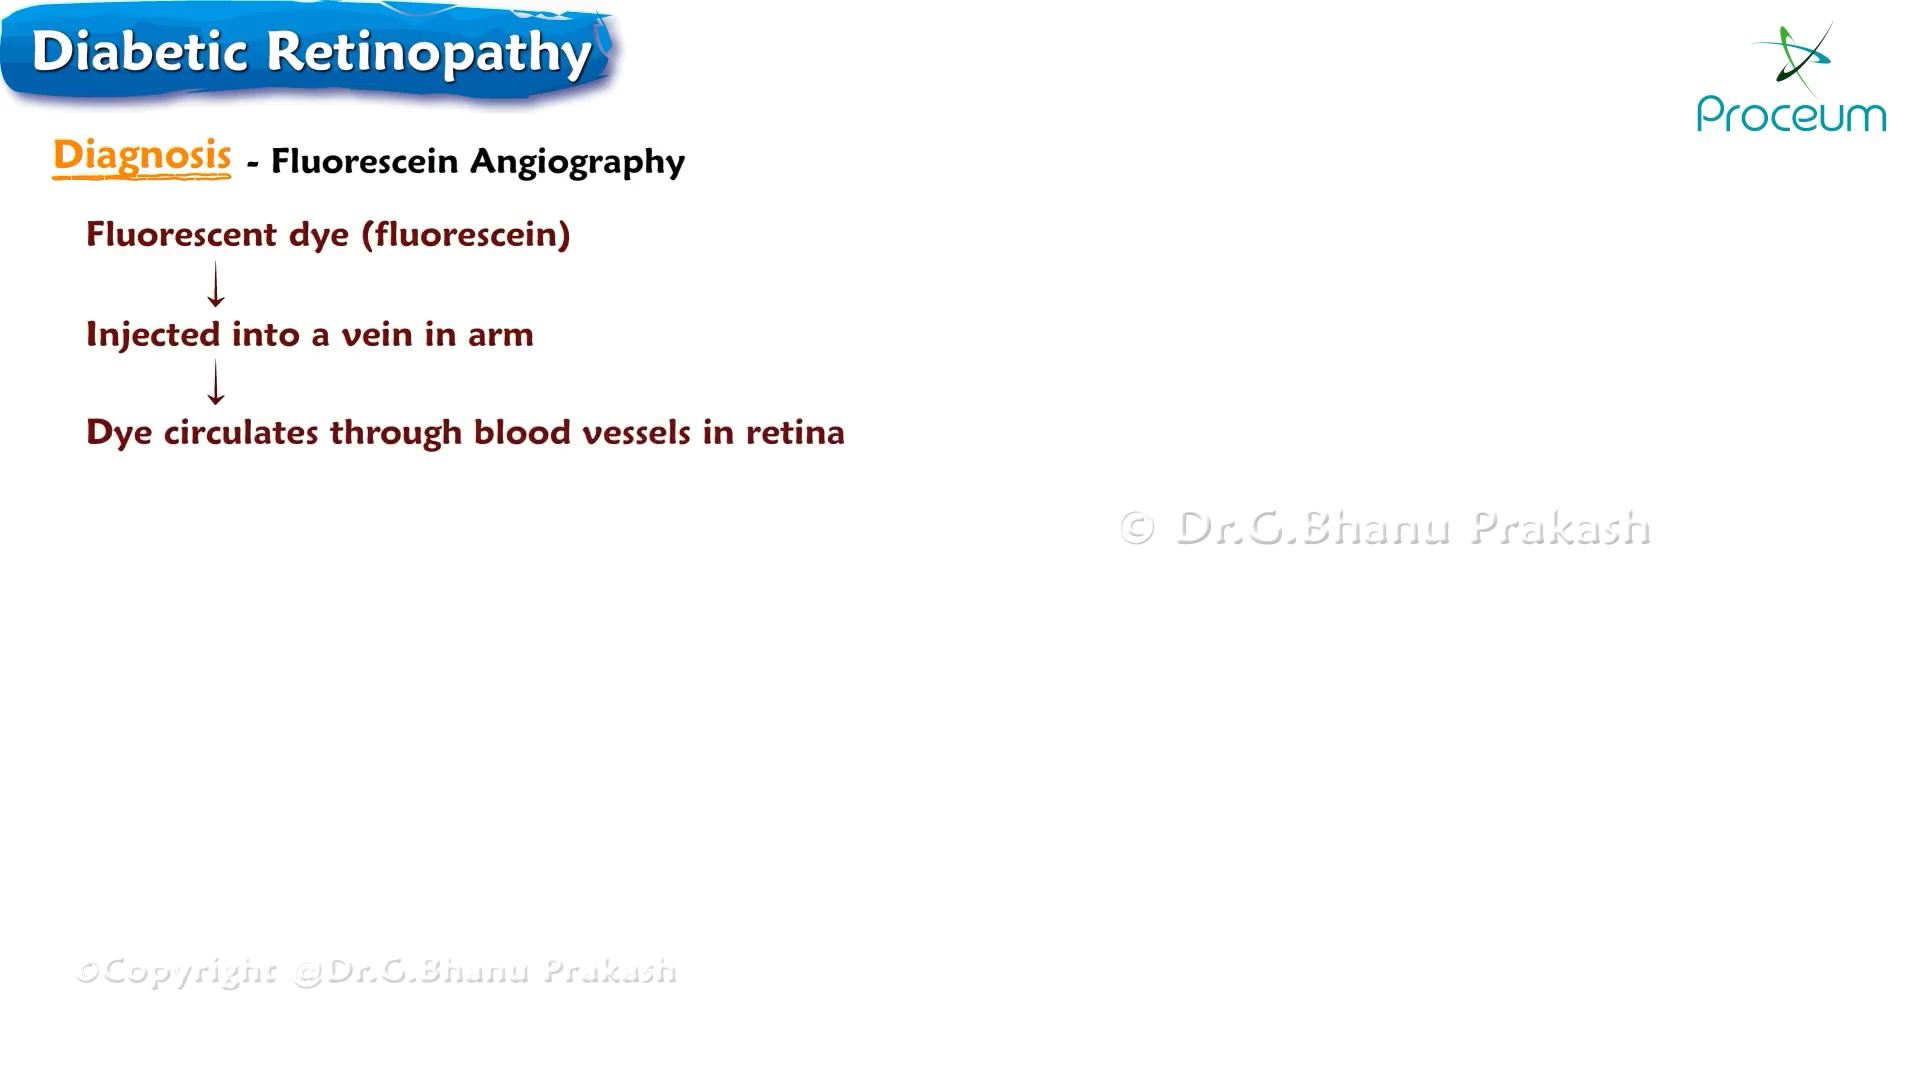 Diabetic Retinopathy
Proceum
Diagnosis - Fluorescein Angiography
Fluorescent dye (fluorescein)
Injected into a vein in arm
Dye circulates through blood vessels in retina
© Dr.G.Bhanu Prakash
©Copyright @Dr.G.Bhanu Prakash